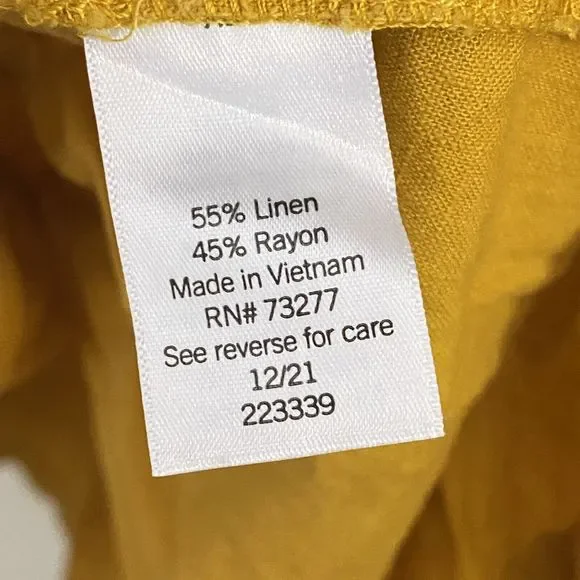 55% Linen
45% Rayon
Made in Vietnam
RN# 73277
See reverse for care
12/21
223339